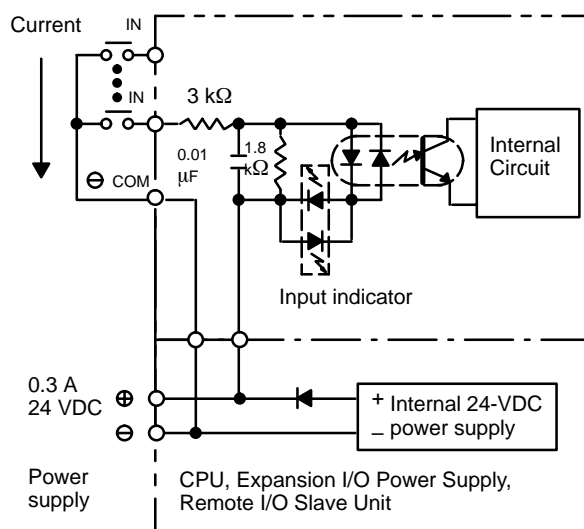 Current
IN
IN
3 kΩ
0.01
µF
1.8
kΩ
⊖ COM
Internal
Circuit
Input indicator
0.3 A
24 VDC
⊕
⊖
+ Internal 24-VDC
– power supply
Power
supply
CPU, Expansion I/O Power Supply,
Remote I/O Slave Unit